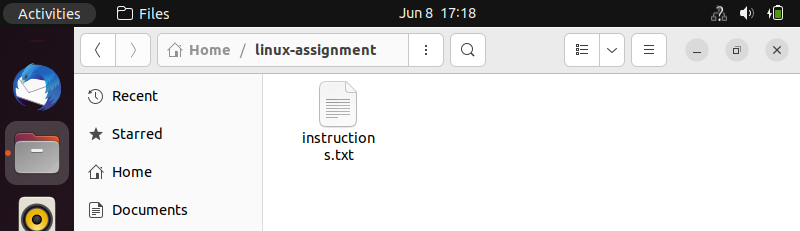 Activities Files Jun 8 17:18
Home / linux-assignment
Recent
Starred
Home
Documents
instruction
s.txt